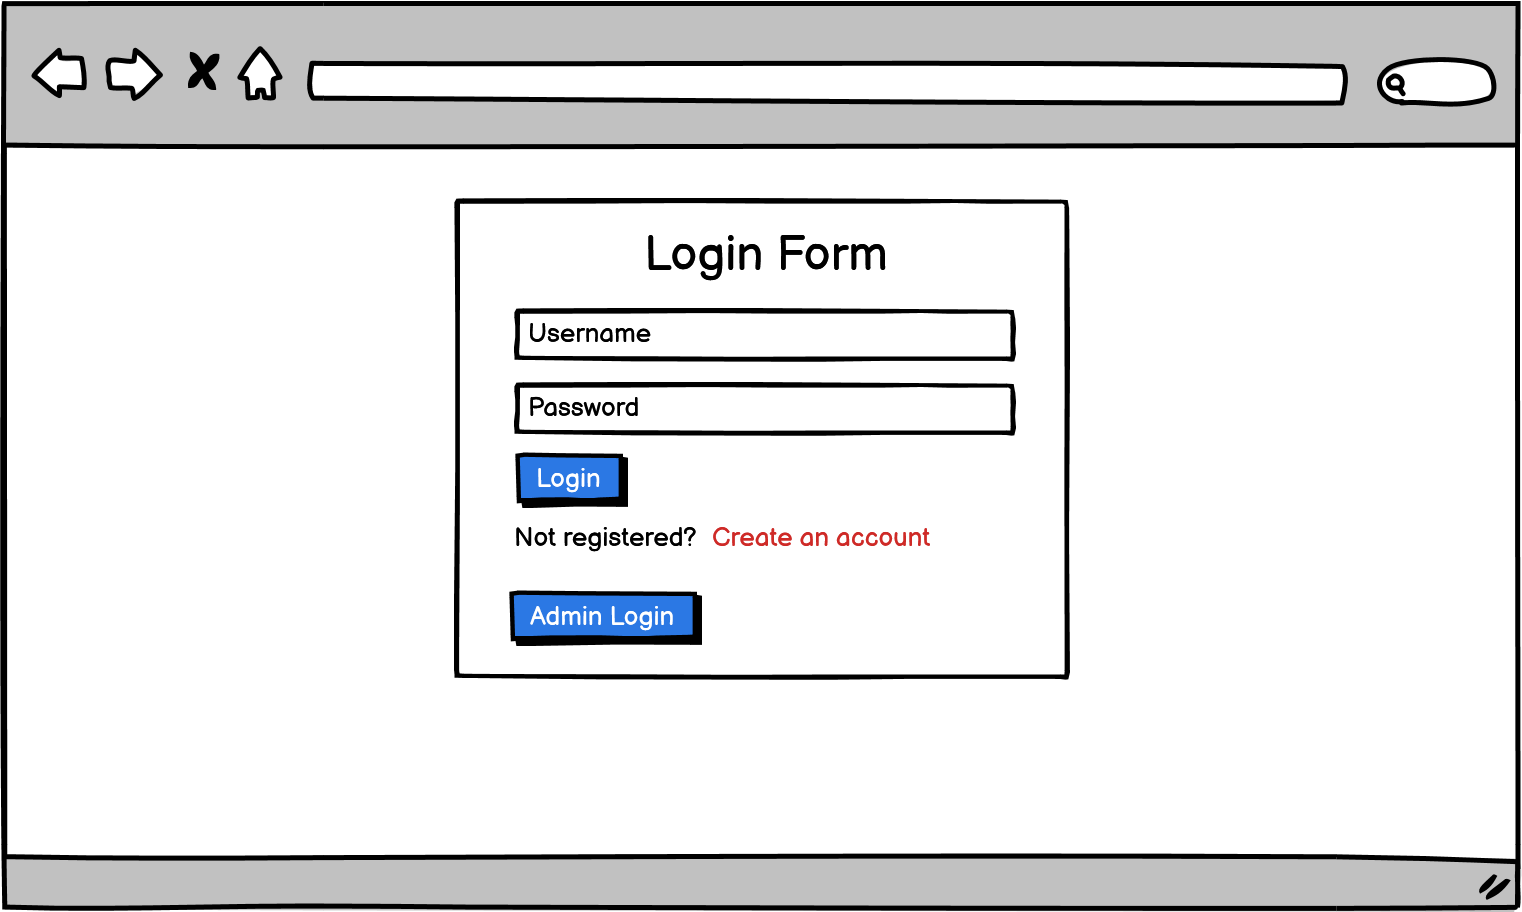 Login Form
Username
Password
Login
Not registered? Create an account
Admin Login